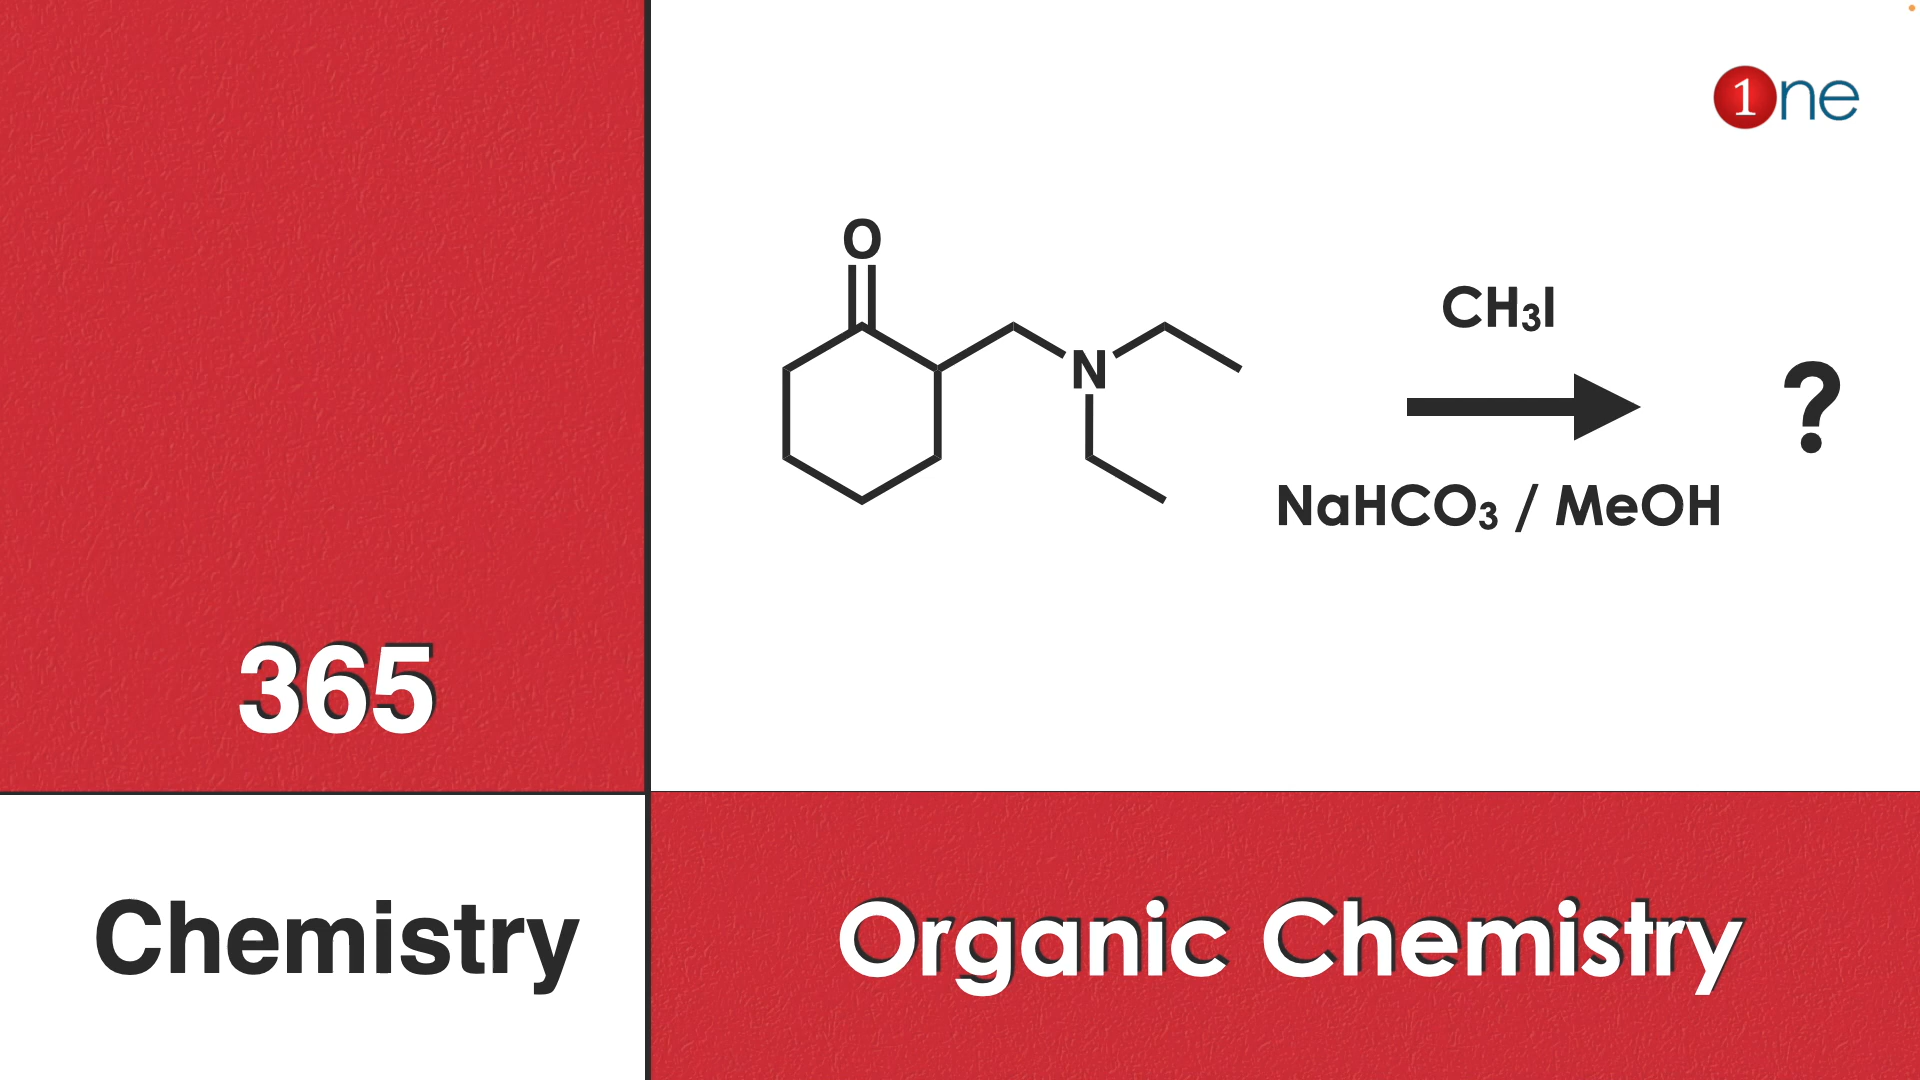 1ne
O
N
CH₃I
?
NaHCO₃ / MeOH
365
Chemistry
Organic Chemistry